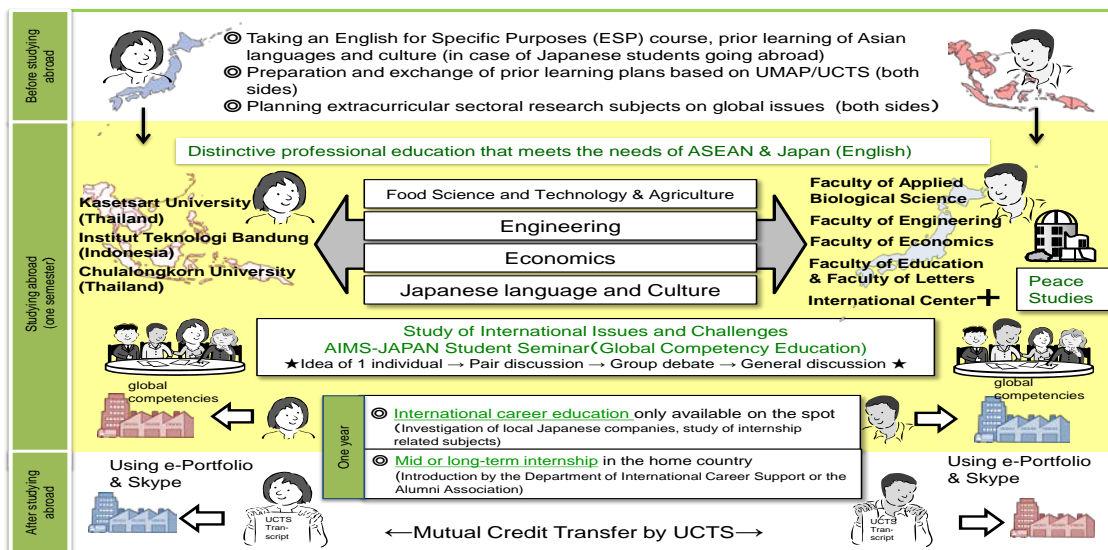 Before studying
abroad
◎ Taking an English for Specific Purposes (ESP) course, prior learning of Asian
languages and culture (in case of Japanese students going abroad)
◎ Preparation and exchange of prior learning plans based on UMAP/UCTS (both
sides)
◎ Planning extracurricular sectoral research subjects on global issues (both sides)
Studying abroad
(one semester)
Distinctive professional education that meets the needs of ASEAN & Japan (English)
Kasetsart University
(Thailand)
Institut Teknologi Bandung
(Indonesia)
Chulalongkorn University
(Thailand)
Food Science and Technology & Agriculture
Engineering
Economics
Japanese language and Culture
Faculty of Applied
Biological Science
Faculty of Engineering
Faculty of Economics
Faculty of Education
& Faculty of Letters
International Center+
Peace
Studies
Study of International Issues and Challenges
AIMS-JAPAN Student Seminar(Global Competency Education)
★Idea of 1 individual → Pair discussion → Group debate → General discussion ★
global
competencies
global
competencies
One year
◎ International career education only available on the spot
(Investigation of local Japanese companies, study of internship
related subjects)
◎ Mid or long-term internship in the home country
(Introduction by the Department of International Career Support or the
Alumni Association)
After studying
abroad
Using e-Portfolio
& Skype
UCTS
Tran-
script
←Mutual Credit Transfer by UCTS→
UCTS
Tran-
script
Using e-Portfolio
& Skype